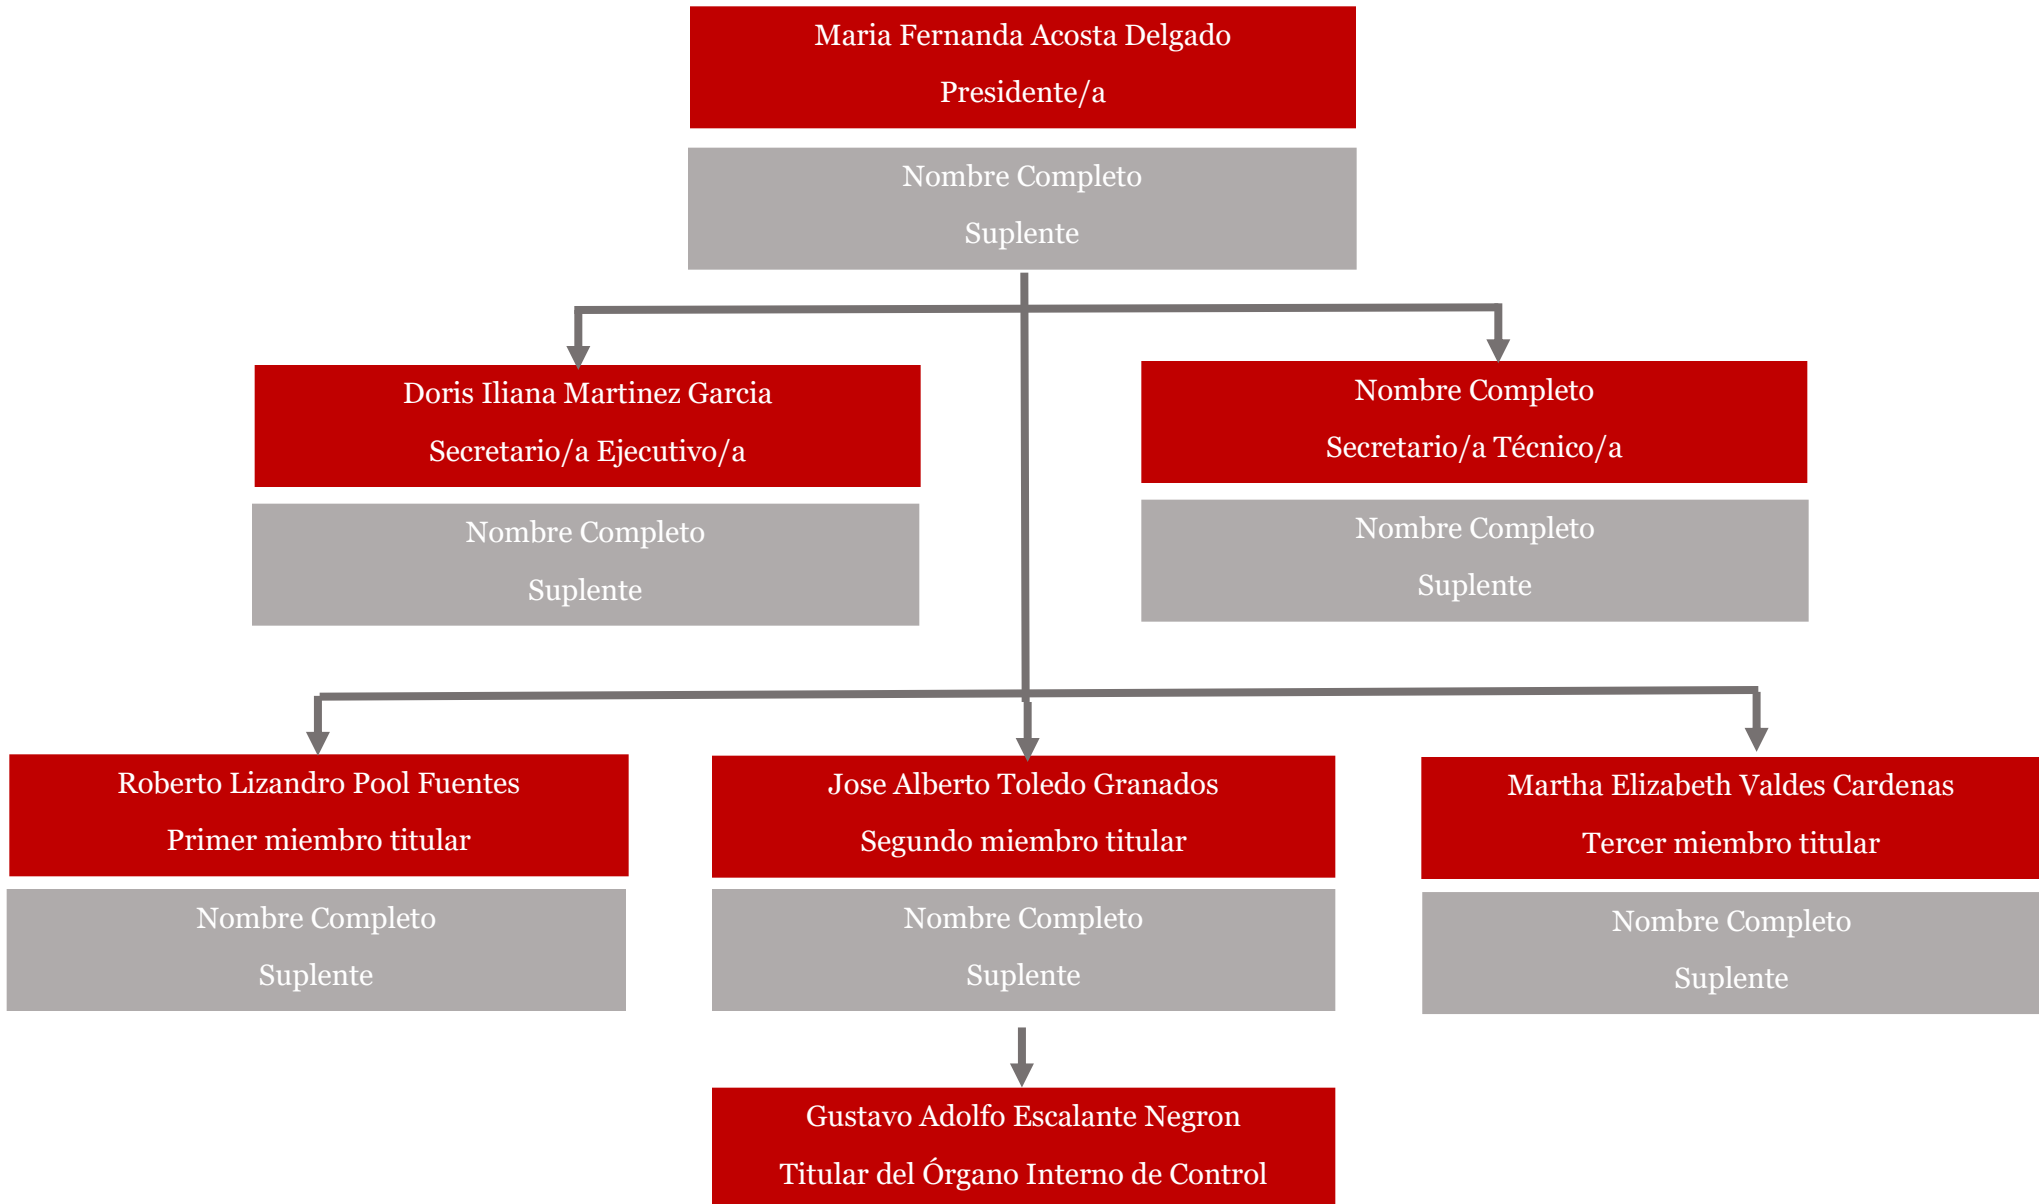 Maria Fernanda Acosta Delgado
Presidente/a
Nombre Completo
Suplente
Doris Iliana Martinez Garcia
Secretario/a Ejecutivo/a
Nombre Completo
Suplente
Nombre Completo
Secretario/a Técnico/a
Nombre Completo
Suplente
Roberto Lizandro Pool Fuentes
Primer miembro titular
Nombre Completo
Suplente
Jose Alberto Toledo Granados
Segundo miembro titular
Nombre Completo
Suplente
Martha Elizabeth Valdes Cardenas
Tercer miembro titular
Nombre Completo
Suplente
Gustavo Adolfo Escalante Negron
Titular del Órgano Interno de Control